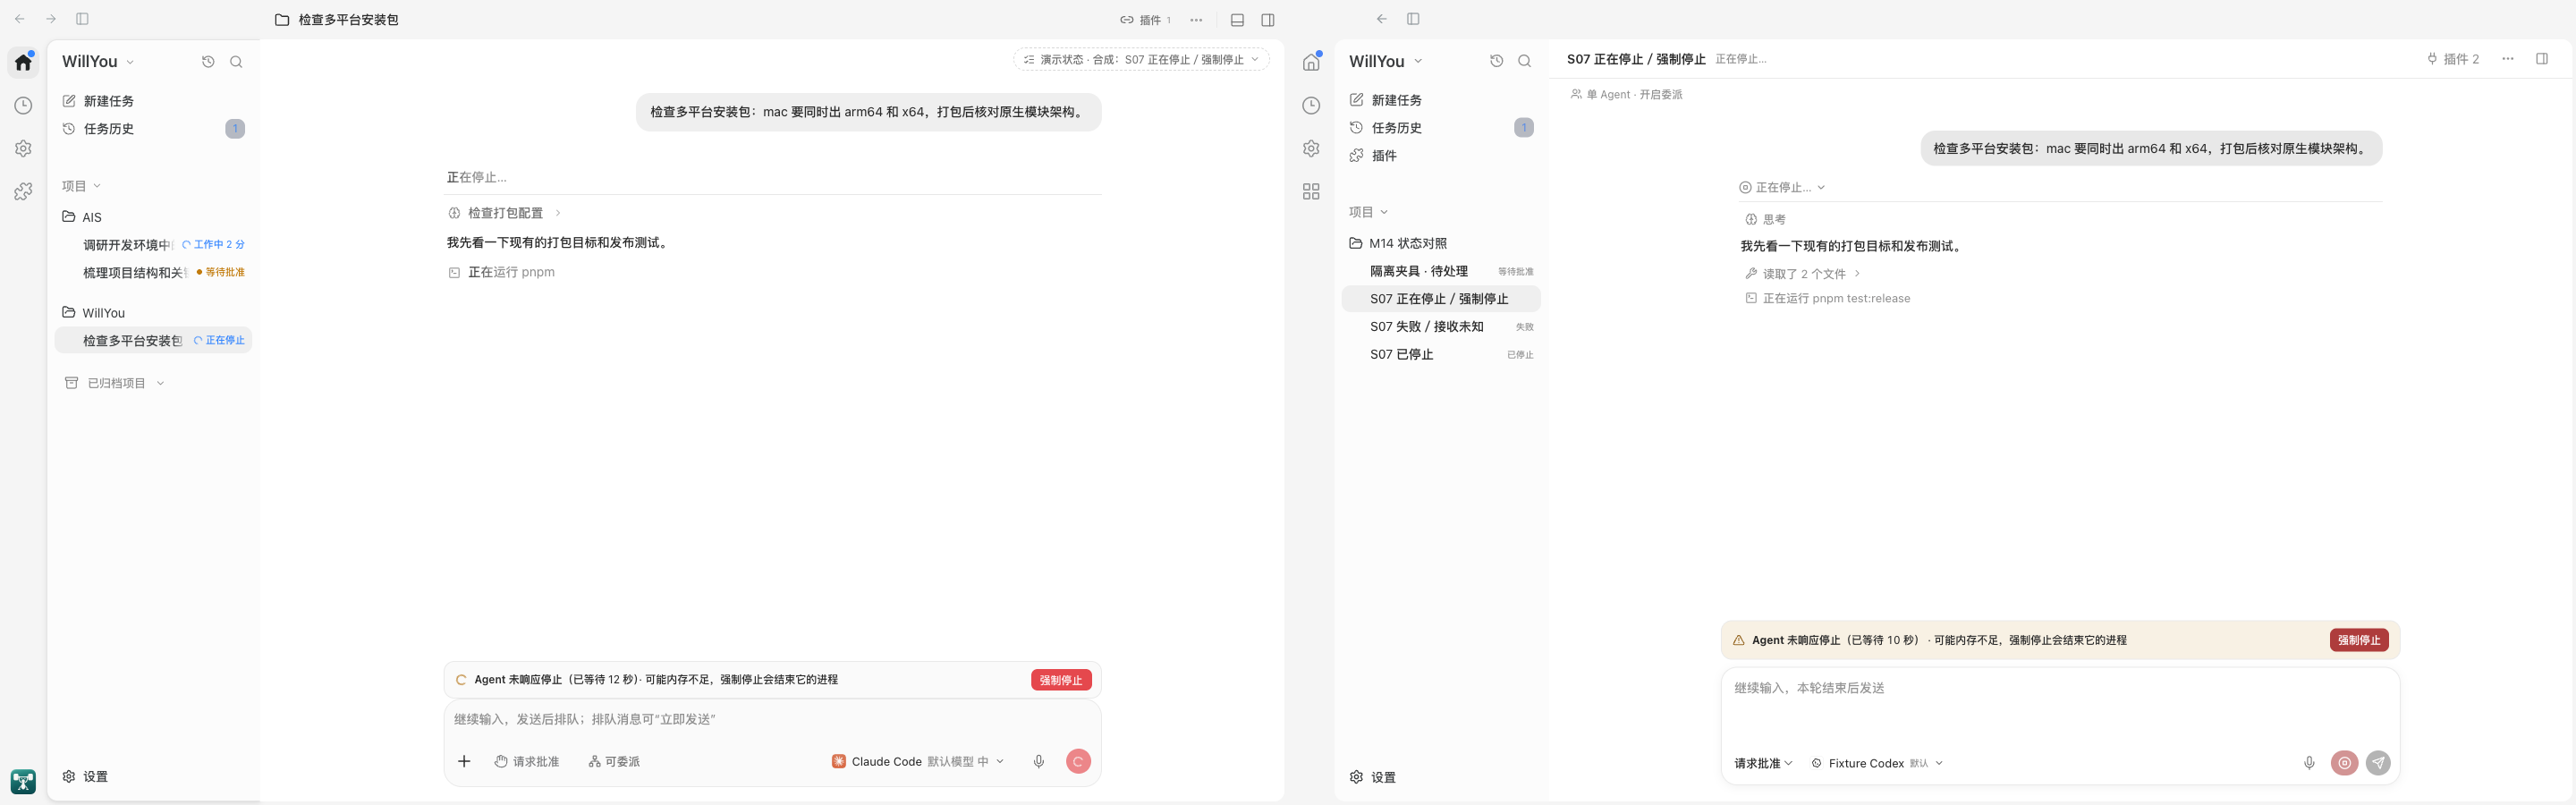 检查多平台安装包
插件 1
WillYou
新建任务
任务历史
1
项目
AIS
调研开发环境中
工作中 2 分
梳理项目结构和关
等待批准
WillYou
检查多平台安装包
正在停止
已归档项目
设置
演示状态 · 合成：S07 正在停止 / 强制停止
检查多平台安装包：mac 要同时出 arm64 和 x64，打包后核对原生模块架构。
正在停止...
检查打包配置
我先看一下现有的打包目标和发布测试。
正在运行 pnpm
Agent 未响应停止（已等待 12 秒）· 可能内存不足，强制停止会结束它的进程
强制停止
继续输入，发送后排队；排队消息可“立即发送”
请求批准
可委派
Claude Code 默认模型 中
WillYou
新建任务
任务历史
1
插件
项目
M14 状态对照
隔离夹具 · 待处理
等待批准
S07 正在停止 / 强制停止
S07 失败 / 接收未知
失败
S07 已停止
已停止
设置
S07 正在停止 / 强制停止 正在停止...
插件 2
单 Agent · 开启委派
检查多平台安装包：mac 要同时出 arm64 和 x64，打包后核对原生模块架构。
正在停止...
思考
我先看一下现有的打包目标和发布测试。
读取了 2 个文件
正在运行 pnpm test:release
Agent 未响应停止（已等待 10 秒） · 可能内存不足，强制停止会结束它的进程
强制停止
继续输入，本轮结束后发送
请求批准
Fixture Codex 默认